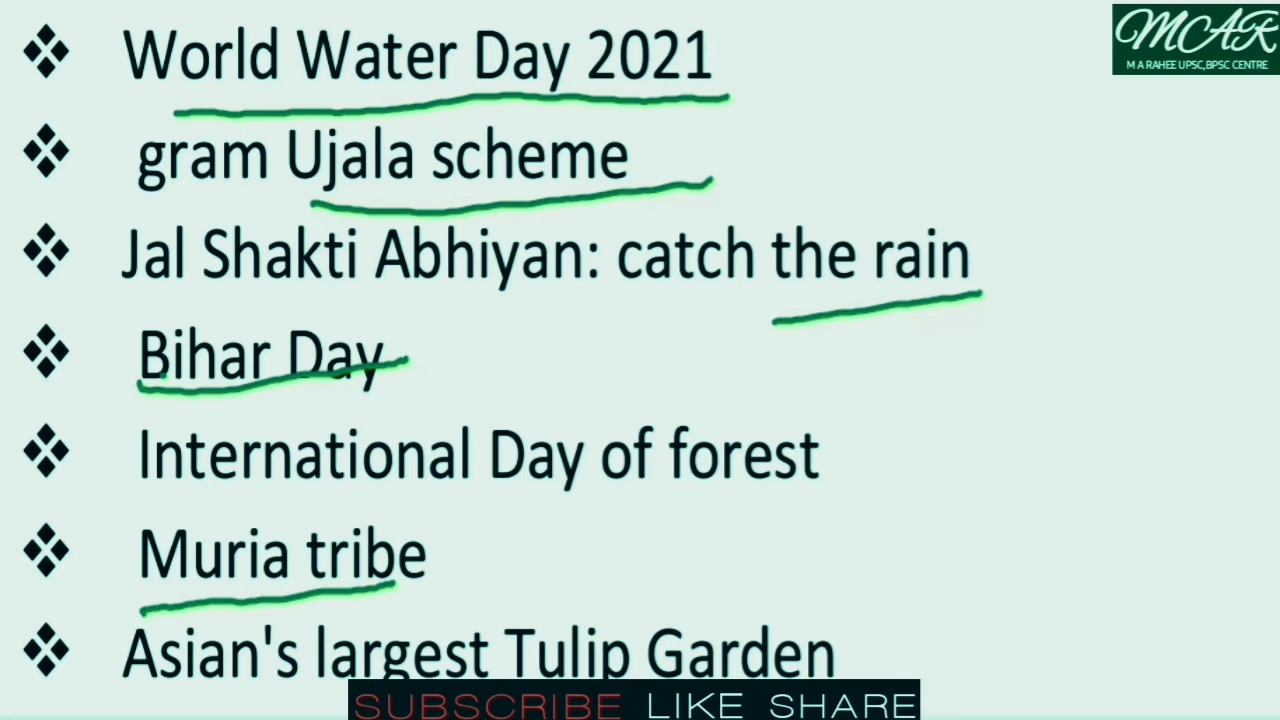 World Water Day 2021
gram Ujala scheme
Jal Shakti Abhiyan: catch the rain
Bihar Day
International Day of forest
Muria tribe
Asian's largest Tulip Garden
MCAR
M A RAHEE UPSC,BPSC CENTRE
SUBSCRIBE LIKE SHARE